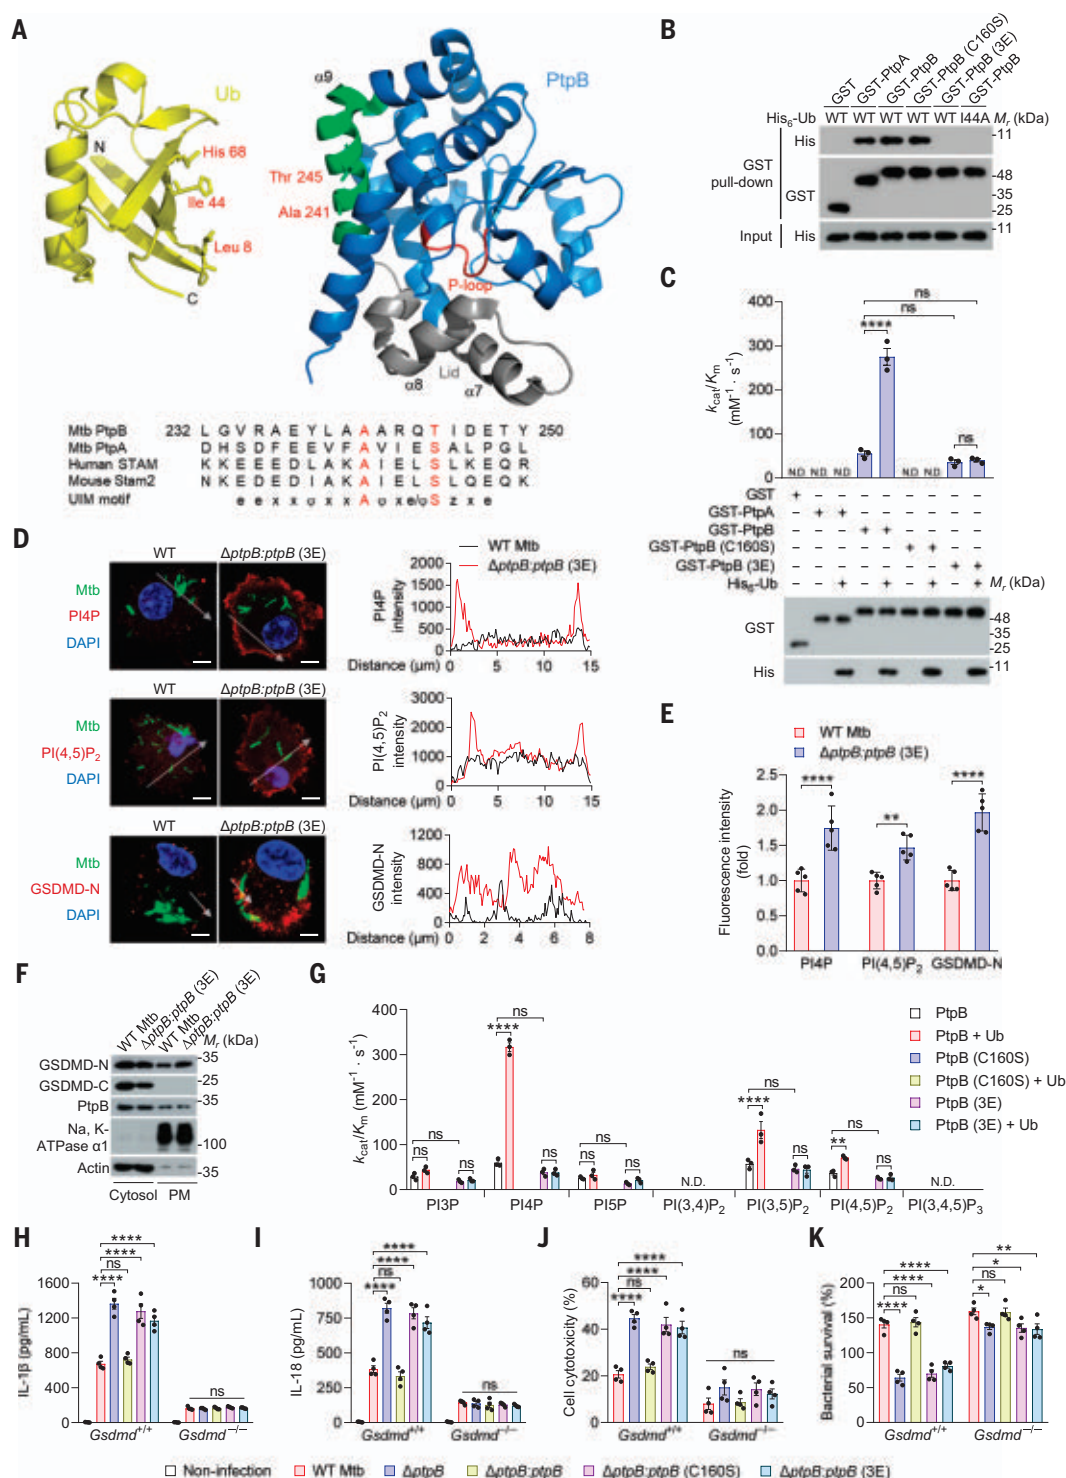 A
Ub
N
His 68
Ile 44
Leu 8
C
α9
PtpB
Thr 245
Ala 241
P-loop
Lid
α8
α7
Mtb PtpB 232 L G V R A E Y L A A A R Q T I D E T Y 250
Mtb PtpA D H S D F E E V F A V I E S A L P G L
Human STAM K K E E E D L A K A I E L S L K E Q R
Mouse Stam2 N K E D E D I A K A I E L S L Q E Q K
UIM motif
B
GST
GST-PtpA
GST-PtpB
GST-PtpB (C160S)
GST-PtpB (3E)
GST-PtpB
His6-Ub WT WT WT WT WT I44A Mr (kDa)
His
-11
GST pull-down
GST
-48
-35
-25
Input His
-11
C
kcat/Km (mM-1 · s-1)
400
300
200
100
0
ns
ns
****
ns
N.D. N.D. N.D. N.D. N.D.
GST + – – – – – – – –
GST-PtpA – + + – – – – – –
GST-PtpB – – – + + – – – –
GST-PtpB (C160S) – – – – – + + – –
GST-PtpB (3E) – – – – – – – + +
His6-Ub – – + – + – + – + Mr (kDa)
GST
-48
-35
-25
His
-11
D
WT ΔptpB:ptpB (3E)
Mtb
PI4P
DAPI
WT Mtb
ΔptpB:ptpB (3E)
PI4P intensity
2000
1500
1000
500
0
Distance (μm) 0 5 10 15
WT ΔptpB:ptpB (3E)
Mtb
PI(4,5)P2
DAPI
PI(4,5)P2 intensity
3000
2000
1000
0
Distance (μm) 0 5 10 15
WT ΔptpB:ptpB (3E)
Mtb
GSDMD-N
DAPI
GSDMD-N intensity
1200
800
400
0
Distance (μm) 0 2 4 6 8
E
WT Mtb
ΔptpB:ptpB (3E)
Fluorescence intensity (fold)
2.5
2.0
1.5
1.0
0.5
0.0
**** ** ****
PI4P PI(4,5)P2 GSDMD-N
F
WT Mtb
ΔptpB:ptpB (3E)
WT Mtb
ΔptpB:ptpB (3E)
Mr (kDa)
GSDMD-N -35
GSDMD-C -25
PtpB -35
Na, K-ATPase α1 -100
Actin -35
Cytosol PM
G
kcat/Km (mM-1 · s-1)
400
300
200
100
0
ns ns ns
**** ns ns
ns ns ns
N.D.
**** ns ns
** ns ns
N.D.
PI3P PI4P PI5P PI(3,4)P2 PI(3,5)P2 PI(4,5)P2 PI(3,4,5)P3
PtpB
PtpB + Ub
PtpB (C160S)
PtpB (C160S) + Ub
PtpB (3E)
PtpB (3E) + Ub
H
IL-1β (pg/mL)
1600
1200
800
400
0
****
****
ns
****
ns
Gsdmd+/+ Gsdmd−/−
I
IL-18 (pg/mL)
1000
750
500
250
0
****
****
ns
****
ns
Gsdmd+/+ Gsdmd−/−
J
Cell cytotoxicity (%)
60
40
20
0
****
****
ns
****
ns
Gsdmd+/+ Gsdmd−/−
K
Bacterial survival (%)
200
150
100
50
0
****
****
ns
****
**
*
ns
*
Gsdmd+/+ Gsdmd−/−
Non-infection WT Mtb ΔptpB ΔptpB:ptpB ΔptpB:ptpB (C160S) ΔptpB:ptpB (3E)